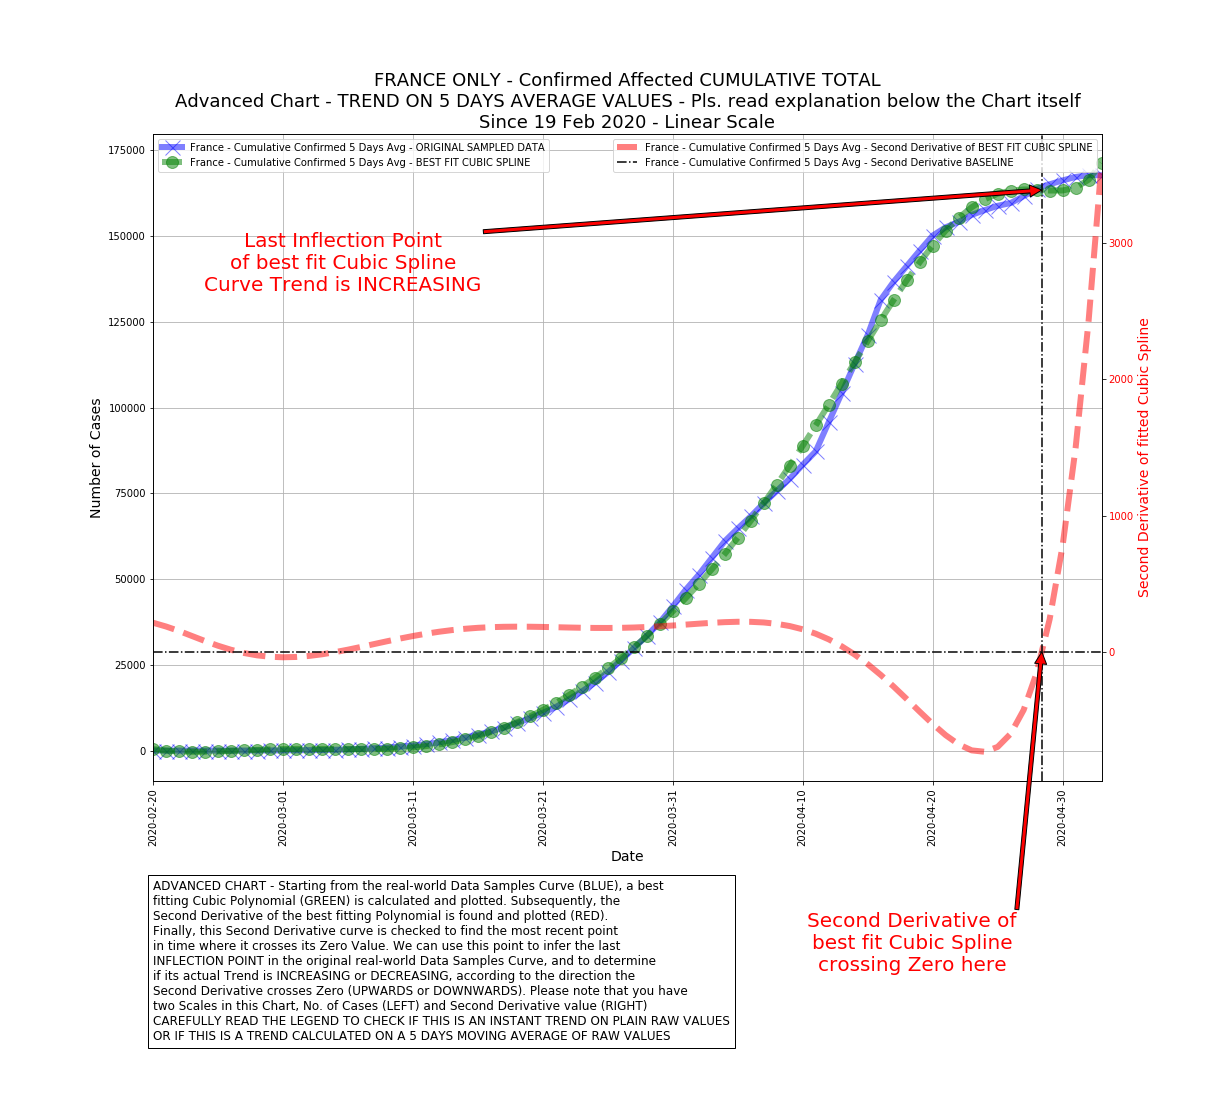 FRANCE ONLY - Confirmed Affected CUMULATIVE TOTAL
Advanced Chart - TREND ON 5 DAYS AVERAGE VALUES - Pls. read explanation below the Chart itself
Since 19 Feb 2020 - Linear Scale
France - Cumulative Confirmed 5 Days Avg - ORIGINAL SAMPLED DATA
France - Cumulative Confirmed 5 Days Avg - BEST FIT CUBIC SPLINE
France - Cumulative Confirmed 5 Days Avg - Second Derivative of BEST FIT CUBIC SPLINE
France - Cumulative Confirmed 5 Days Avg - Second Derivative BASELINE
Last Inflection Point
of best fit Cubic Spline
Curve Trend is INCREASING
Number of Cases
175000
150000
125000
100000
75000
50000
25000
0
Second Derivative of fitted Cubic Spline
3000
2000
1000
0
2020-02-20
2020-03-01
2020-03-11
2020-03-21
2020-03-31
2020-04-10
2020-04-20
2020-04-30
Date
Second Derivative of
best fit Cubic Spline
crossing Zero here
ADVANCED CHART - Starting from the real-world Data Samples Curve (BLUE), a best
fitting Cubic Polynomial (GREEN) is calculated and plotted. Subsequently, the
Second Derivative of the best fitting Polynomial is found and plotted (RED).
Finally, this Second Derivative curve is checked to find the most recent point
in time where it crosses its Zero Value. We can use this point to infer the last
INFLECTION POINT in the original real-world Data Samples Curve, and to determine
if its actual Trend is INCREASING or DECREASING, according to the direction the
Second Derivative crosses Zero (UPWARDS or DOWNWARDS). Please note that you have
two Scales in this Chart, No. of Cases (LEFT) and Second Derivative value (RIGHT)
CAREFULLY READ THE LEGEND TO CHECK IF THIS IS AN INSTANT TREND ON PLAIN RAW VALUES
OR IF THIS IS A TREND CALCULATED ON A 5 DAYS MOVING AVERAGE OF RAW VALUES